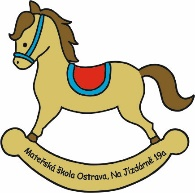 Mateřská škola Ostrava, Na Jízdárně 19a